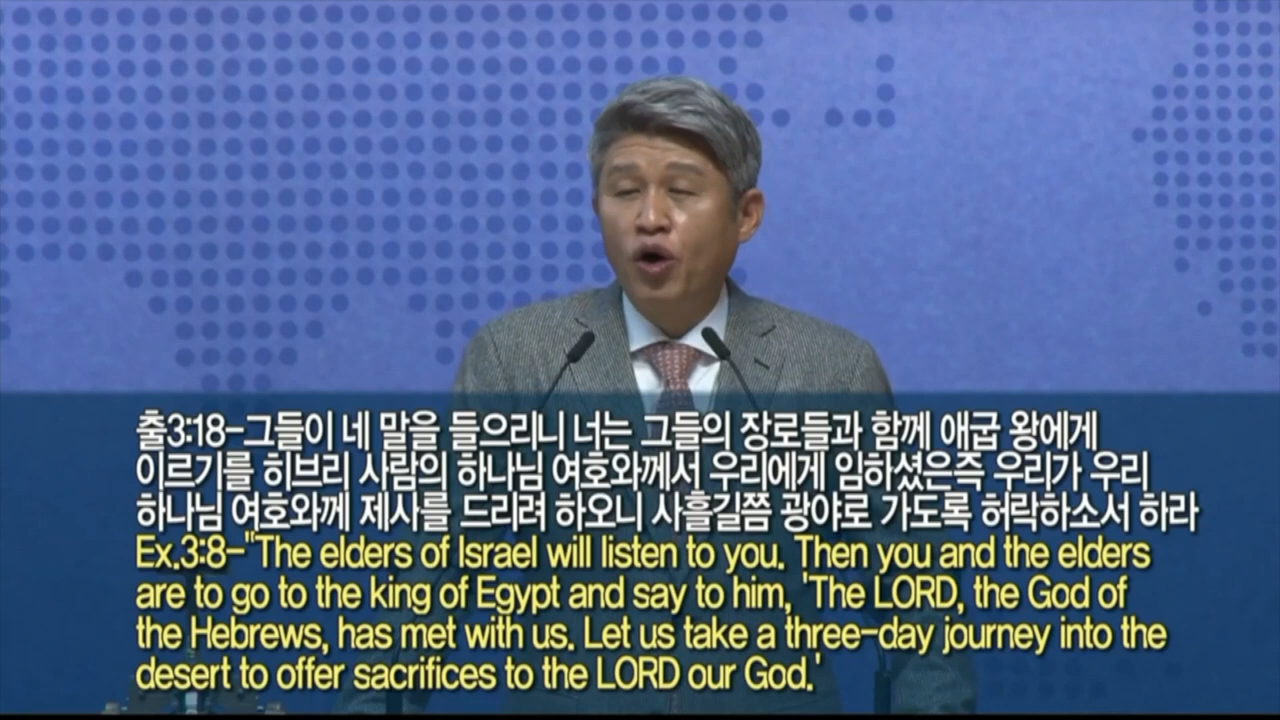 출3:18-그들이 네 말을 들으리니 너는 그들의 장로들과 함께 애굽 왕에게
이르기를 히브리 사람의 하나님 여호와께서 우리에게 임하셨은즉 우리가 우리
하나님 여호와께 제사를 드리려 하오니 사흘길쯤 광야로 가도록 허락하소서 하라
Ex.3:8-"The elders of Israel will listen to you. Then you and the elders
are to go to the king of Egypt and say to him, 'The LORD, the God of
the Hebrews, has met with us. Let us take a three-day journey into the
desert to offer sacrifices to the LORD our God.'